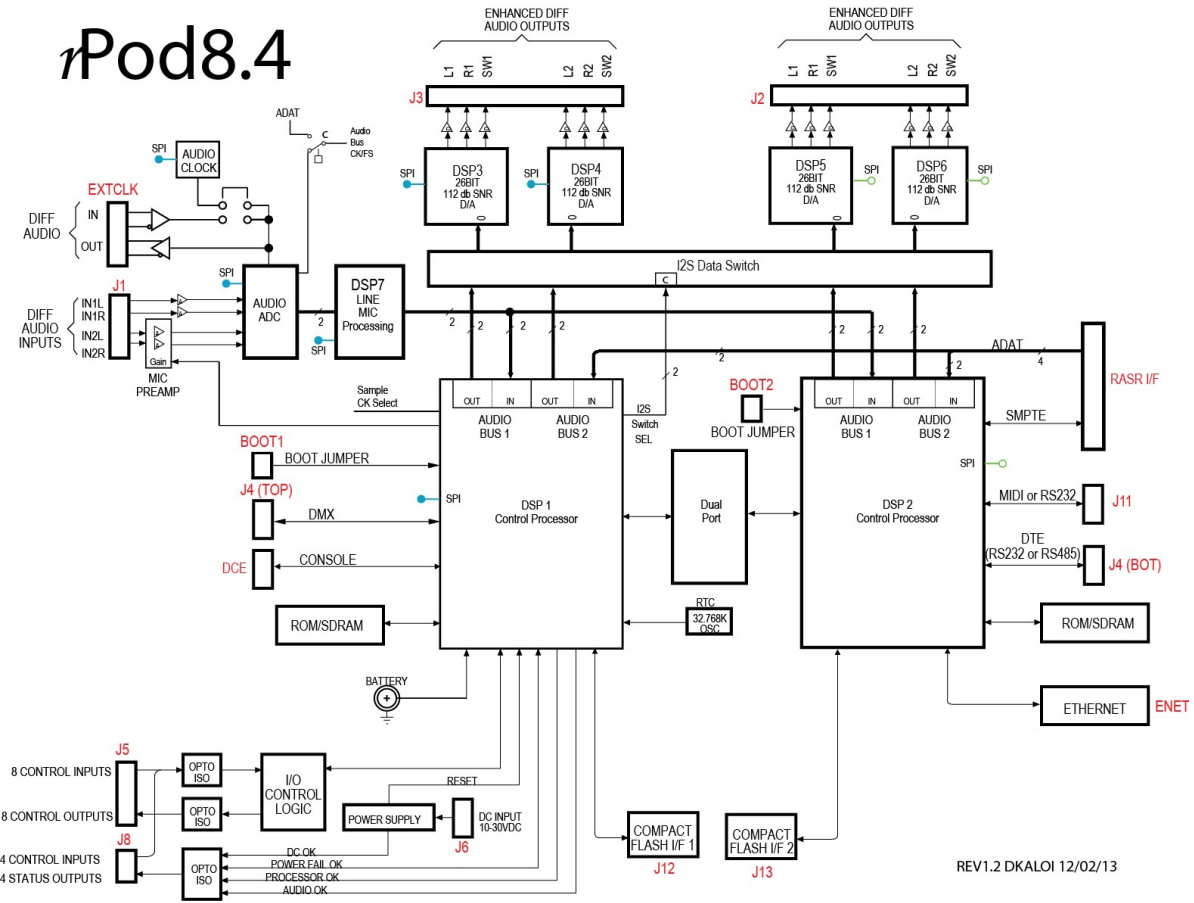 rPod8.4
ENHANCED DIFF
AUDIO OUTPUTS
ENHANCED DIFF
AUDIO OUTPUTS
L1
R1
SW1
L2
R2
SW2
L1
R1
SW1
L2
R2
SW2
J3
J2
ADAT
C
Audio
Bus
CK/FS
SPI
AUDIO
CLOCK
EXTCLK
DIFF
AUDIO
IN
OUT
SPI
DSP3
26BIT
112 db SNR
D/A
SPI
DSP4
26BIT
112 db SNR
D/A
DSP5
26BIT
112 db SNR
D/A
SPI
DSP6
26BIT
112 db SNR
D/A
SPI
I2S Data Switch
C
J1
DIFF
AUDIO
INPUTS
IN1L
IN1R
IN2L
IN2R
Gain
MIC
PREAMP
SPI
AUDIO
ADC
2
DSP7
LINE
MIC
Processing
SPI
2
2
2
2
2
2
2
2
2
2
ADAT
4
RASR I/F
Sample
CK Select
OUT
IN
OUT
IN
AUDIO
BUS 1
AUDIO
BUS 2
I2S
Switch
SEL
BOOT2
BOOT JUMPER
OUT
IN
OUT
IN
AUDIO
BUS 1
AUDIO
BUS 2
SMPTE
SPI
BOOT1
BOOT JUMPER
J4 (TOP)
DMX
SPI
DSP 1
Control Processor
Dual
Port
DSP 2
Control Processor
MIDI or RS232
J11
DCE
CONSOLE
DTE
(RS232 or RS485)
J4 (BOT)
ROM/SDRAM
RTC
32.768K
OSC
ROM/SDRAM
BATTERY
ETHERNET
ENET
J5
8 CONTROL INPUTS
8 CONTROL OUTPUTS
OPTO
ISO
OPTO
ISO
I/O
CONTROL
LOGIC
RESET
POWER SUPPLY
DC INPUT
10-30VDC
J6
J8
4 CONTROL INPUTS
4 STATUS OUTPUTS
OPTO
ISO
DC OK
POWER FAIL OK
PROCESSOR OK
AUDIO OK
COMPACT
FLASH I/F 1
J12
COMPACT
FLASH I/F 2
J13
REV1.2 DKALOI 12/02/13